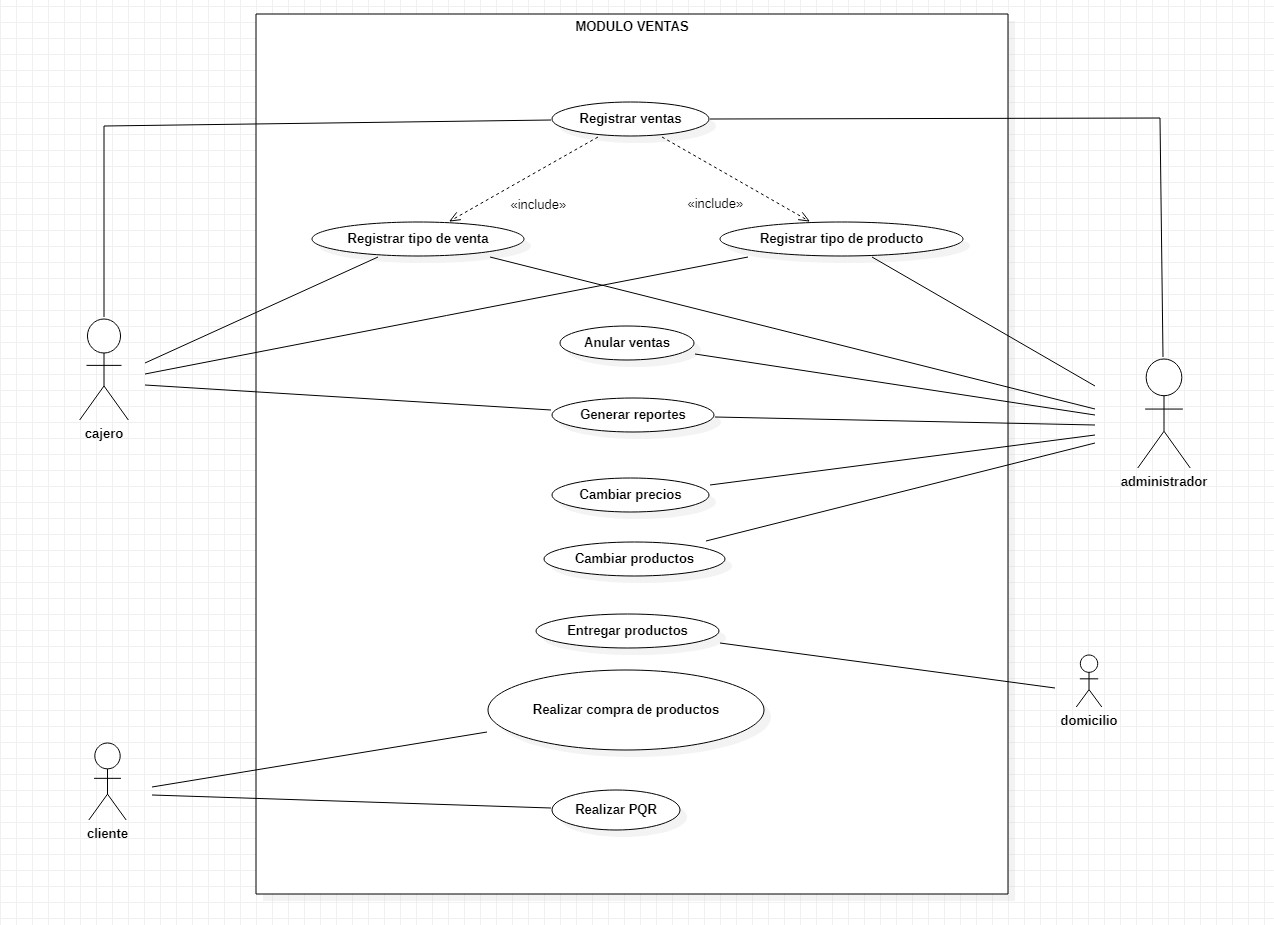 MODULO VENTAS
Registrar ventas
«include»
«include»
Registrar tipo de venta
Registrar tipo de producto
Anular ventas
Generar reportes
cajero
administrador
Cambiar precios
Cambiar productos
Entregar productos
Realizar compra de productos
domicilio
Realizar PQR
cliente